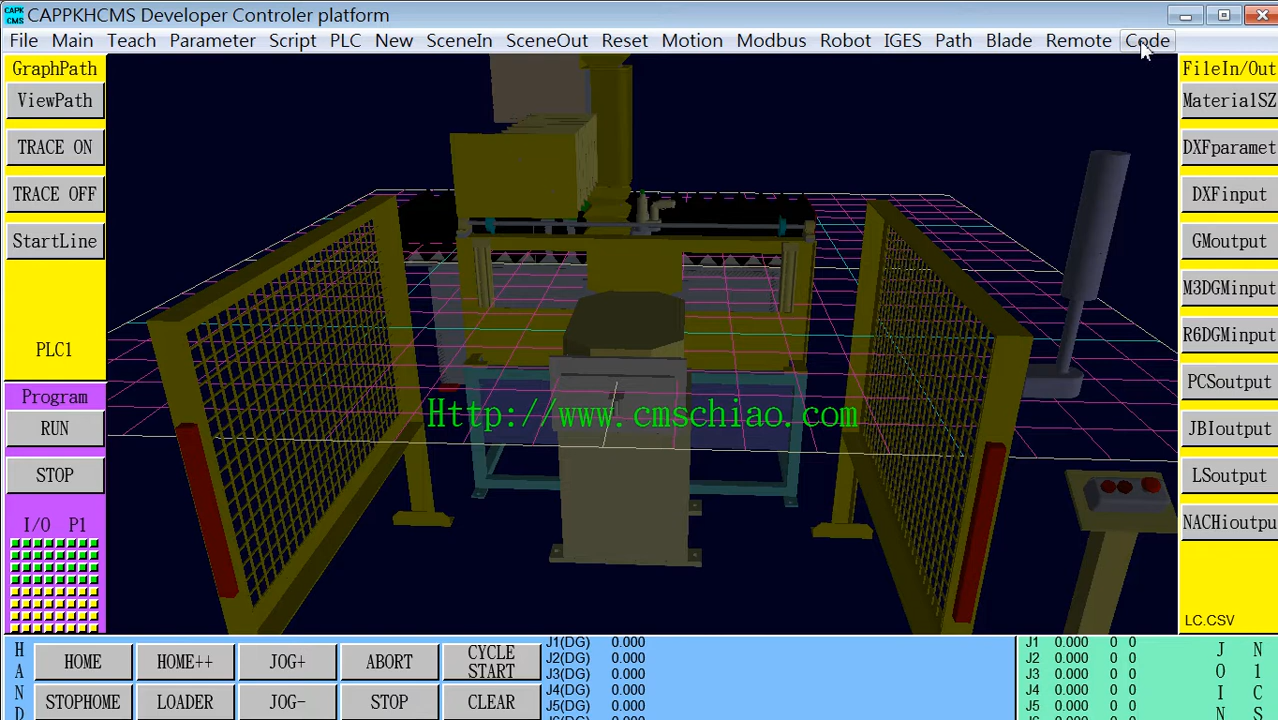 CAPK
CMS
CAPPKHCMS Developer Controler platform
File Main Teach Parameter Script PLC New SceneIn SceneOut Reset Motion Modbus Robot IGES Path Blade Remote Code
GraphPath
ViewPath
TRACE ON
TRACE OFF
StartLine
PLC1
Program
RUN
STOP
I/O P1
Http://www.cmschiao.com
FileIn/Out
MaterialSZ
DXFparamet
DXFinput
GMoutput
M3DGMinput
R6DGMinput
PCSoutput
JBIoutput
LSoutput
NACHioutpu
LC.CSV
H
A
N
D
HOME
HOME++
JOG+
ABORT
CYCLE
START
STOPHOME
LOADER
JOG-
STOP
CLEAR
J1(DG) 0.000
J2(DG) 0.000
J3(DG) 0.000
J4(DG) 0.000
J5(DG) 0.000
J1 0.000 0 0
J2 0.000 0 0
J3 0.000 0 0
J4 0.000 0 0
J5 0.000 0 0
J N
O 1
I C
N S